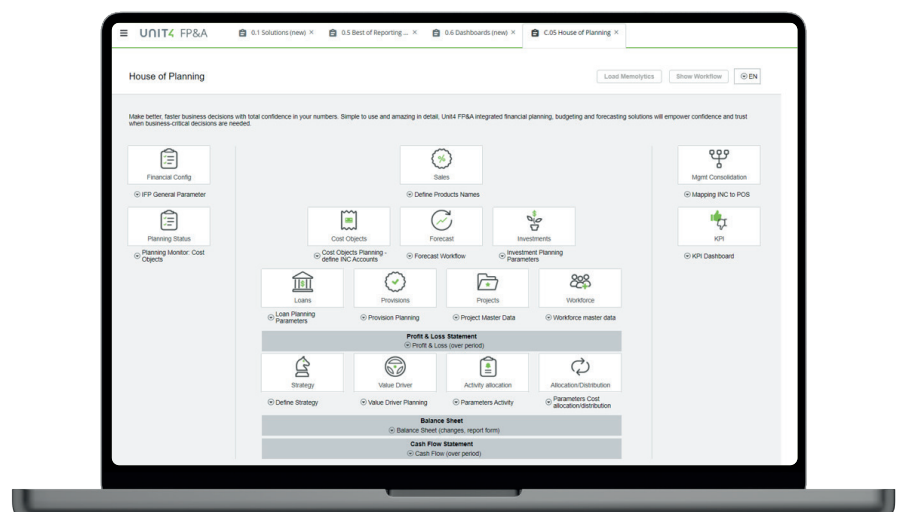 UNIT4 FP&A
0.1 Solutions (new) ×
0.5 Best of Reporting ... ×
0.6 Dashboards (new) ×
C.05 House of Planning ×
House of Planning
Load Memolytics
Show Workflow
EN
Make better, faster business decisions with total confidence in your numbers. Simple to use and amazing in detail, Unit4 FP&A integrated financial planning, budgeting and forecasting solutions will empower confidence and trust
when business-critical decisions are needed.
Financial Config
IFP General Parameter
Sales
Define Products Names
Mgmt Consolidation
Mapping INC to POS
Planning Status
Planning Monitor: Cost
Objects
Cost Objects
Cost Objects Planning -
define INC Accounts
Forecast
Forecast Workflow
Investments
Investment Planning
Parameters
KPI
KPI Dashboard
Loans
Loan Planning
Parameters
Provisions
Provision Planning
Projects
Project Master Data
Workforce
Workforce master data
Profit & Loss Statement
Profit & Loss (over period)
Strategy
Define Strategy
Value Driver
Value Driver Planning
Activity allocation
Parameters Activity
Allocation/Distribution
Parameters Cost
allocation/distribution
Balance Sheet
Balance Sheet (changes, report form)
Cash Flow Statement
Cash Flow (over period)